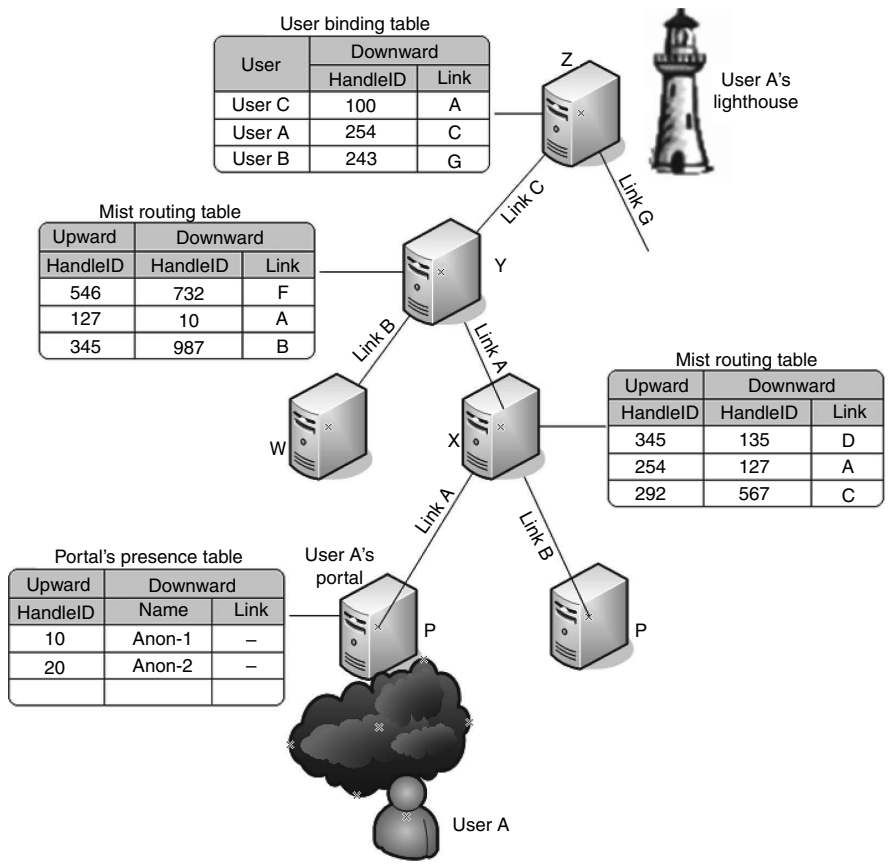 User binding table
User Downward
HandleID Link
User C 100 A
User A 254 C
User B 243 G
Z
User A's
lighthouse
Link C
Link G
Mist routing table
Upward Downward
HandleID HandleID Link
546 732 F
127 10 A
345 987 B
Y
Link B
Link A
Mist routing table
Upward Downward
HandleID HandleID Link
345 135 D
254 127 A
292 567 C
W
X
Link A
Link B
Portal's presence table
Upward Downward
HandleID Name Link
10 Anon-1 –
20 Anon-2 –
User A's
portal
P
P
User A